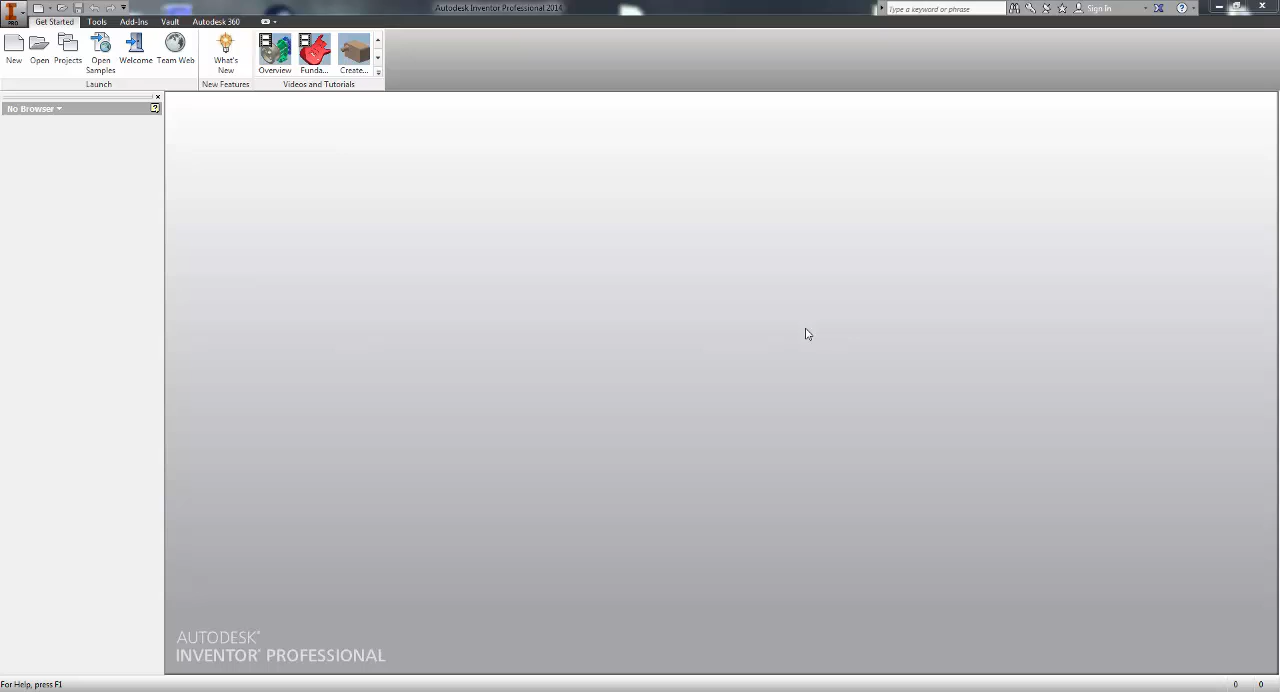 Autodesk Inventor Professional 2014
Type a keyword or phrase
Sign In
PRO
Get Started Tools Add-Ins Vault Autodesk 360
New Open Projects Open Samples Welcome Team Web What's New Overview Funda... Create...
Launch New Features Videos and Tutorials
No Browser
AUTODESK®
INVENTOR® PROFESSIONAL
For Help, press F1 0 0